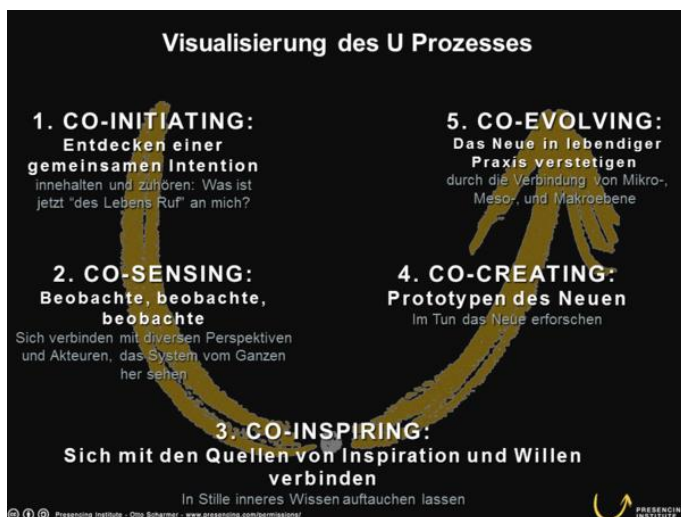 Visualisierung des U Prozesses
1. CO-INITIATING:
Entdecken einer
gemeinsamen Intention
innehalten und zuhören: Was ist
jetzt "des Lebens Ruf" an mich?
2. CO-SENSING:
Beobachte, beobachte,
beobachte
Sich verbinden mit diversen Perspektiven
und Akteuren, das System vom Ganzen
her sehen
3. CO-INSPIRING:
Sich mit den Quellen von Inspiration und Willen
verbinden
In Stille inneres Wissen auftauchen lassen
4. CO-CREATING:
Prototypen des Neuen
Im Tun das Neue erforschen
5. CO-EVOLVING:
Das Neue in lebendiger
Praxis verstetigen
durch die Verbindung von Mikro-,
Meso-, und Makroebene
Presencing Institute - Otto Scharmer - www.presencing.com/permissions/
PRESENCIN
INSTITUTE